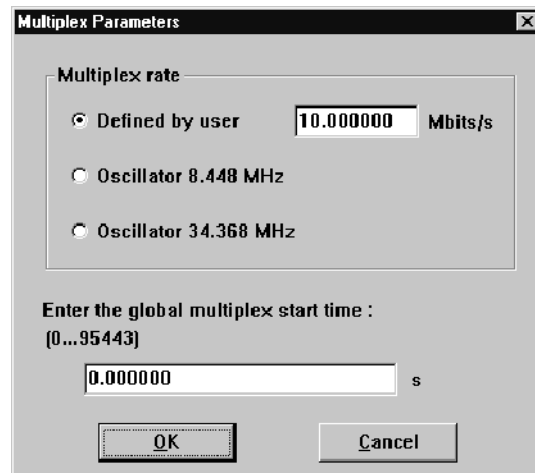 Multiplex Parameters
Multiplex rate
Defined by user 10.000000 Mbits/s
Oscillator 8.448 MHz
Oscillator 34.368 MHz
Enter the global multiplex start time :
(0...95443)
0.000000 s
OK Cancel